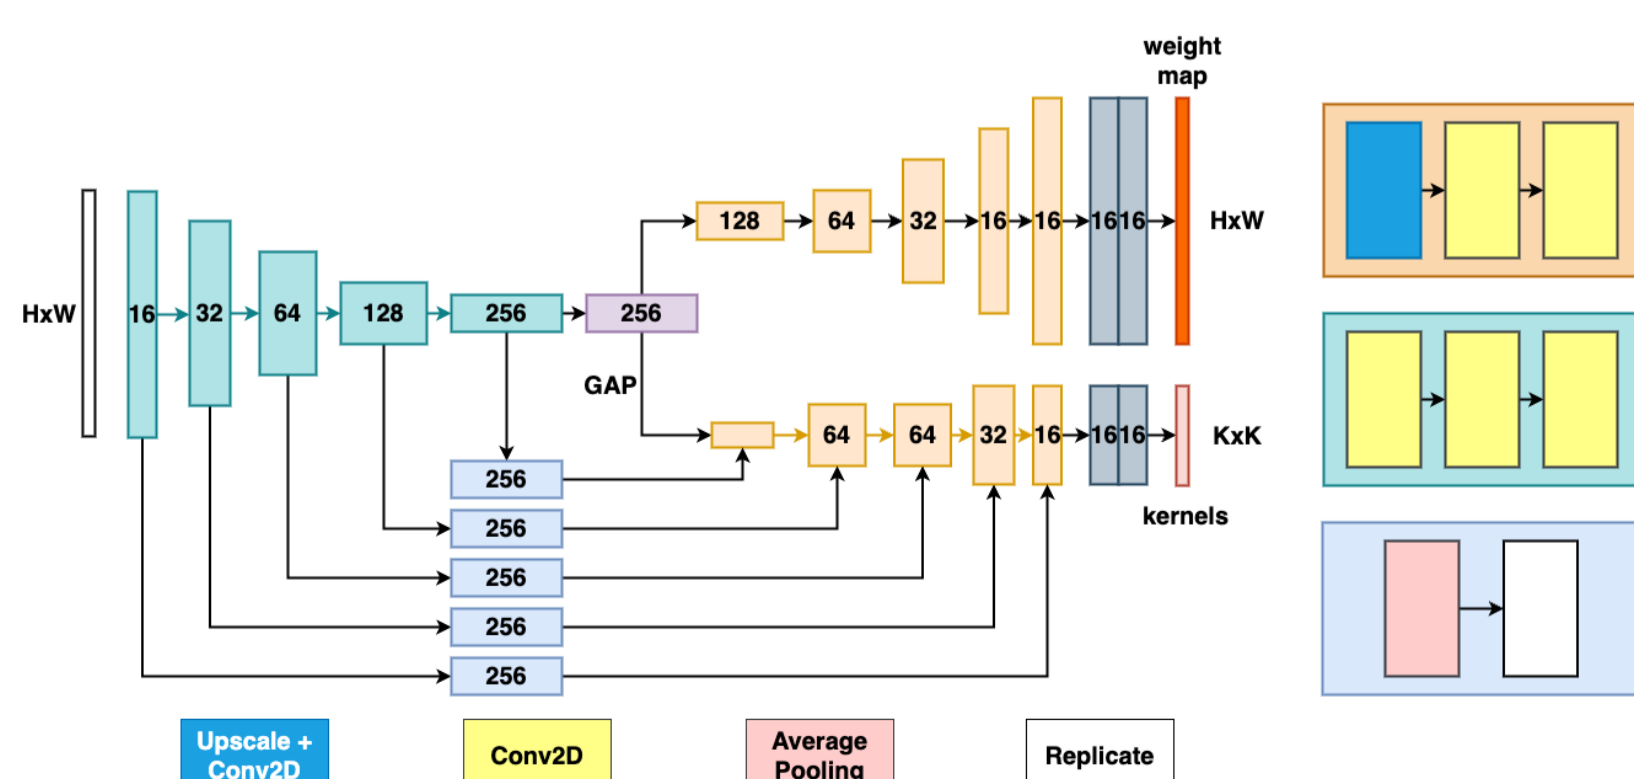 weight
map
HxW
16
32
64
128
256
256
128
64
32
16
16
16
16
HxW
GAP
64
64
32
16
16
16
KxK
kernels
256
256
256
256
256
Upscale +
Conv2D
Conv2D
Average
Pooling
Replicate